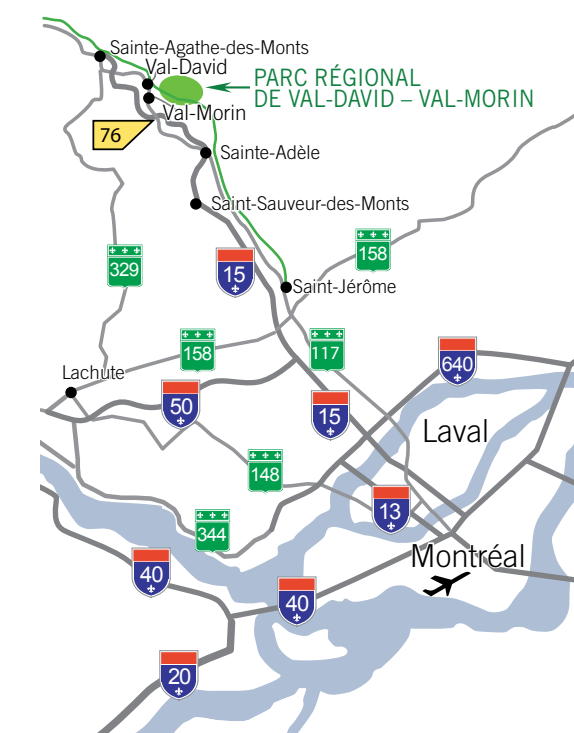 Sainte-Agathe-des-Monts
Val-David
PARC RÉGIONAL
DE VAL-DAVID – VAL-MORIN
Val-Morin
76
Sainte-Adèle
Saint-Sauveur-des-Monts
158
329
15
Saint-Jérôme
158
117
640
Lachute
50
15
Laval
148
13
344
Montréal
40
40
20